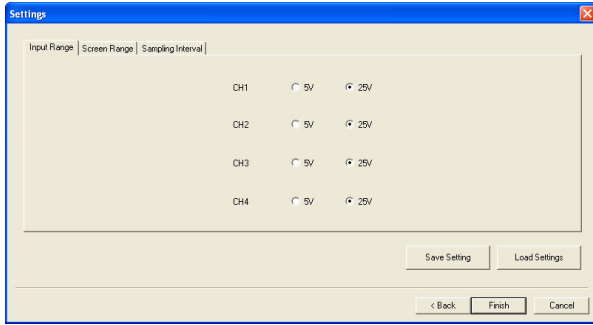 Settings
Input Range Screen Range Sampling Interval
CH1 5V 25V
CH2 5V 25V
CH3 5V 25V
CH4 5V 25V
Save Setting Load Settings
< Back Finish Cancel